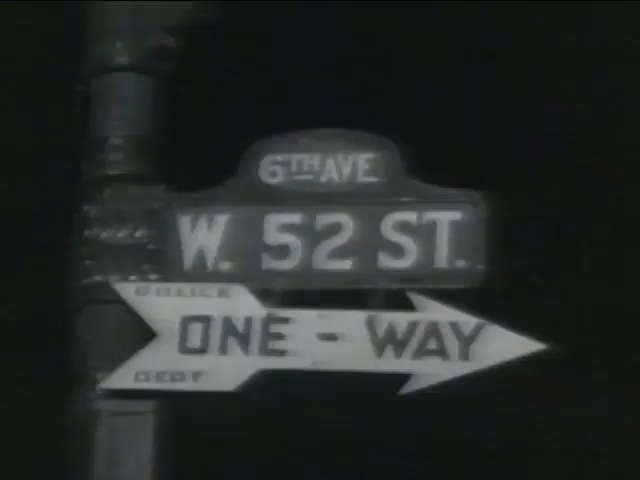 6TH AVE.
W. 52 ST.
POLICE
ONE-WAY
DEPT